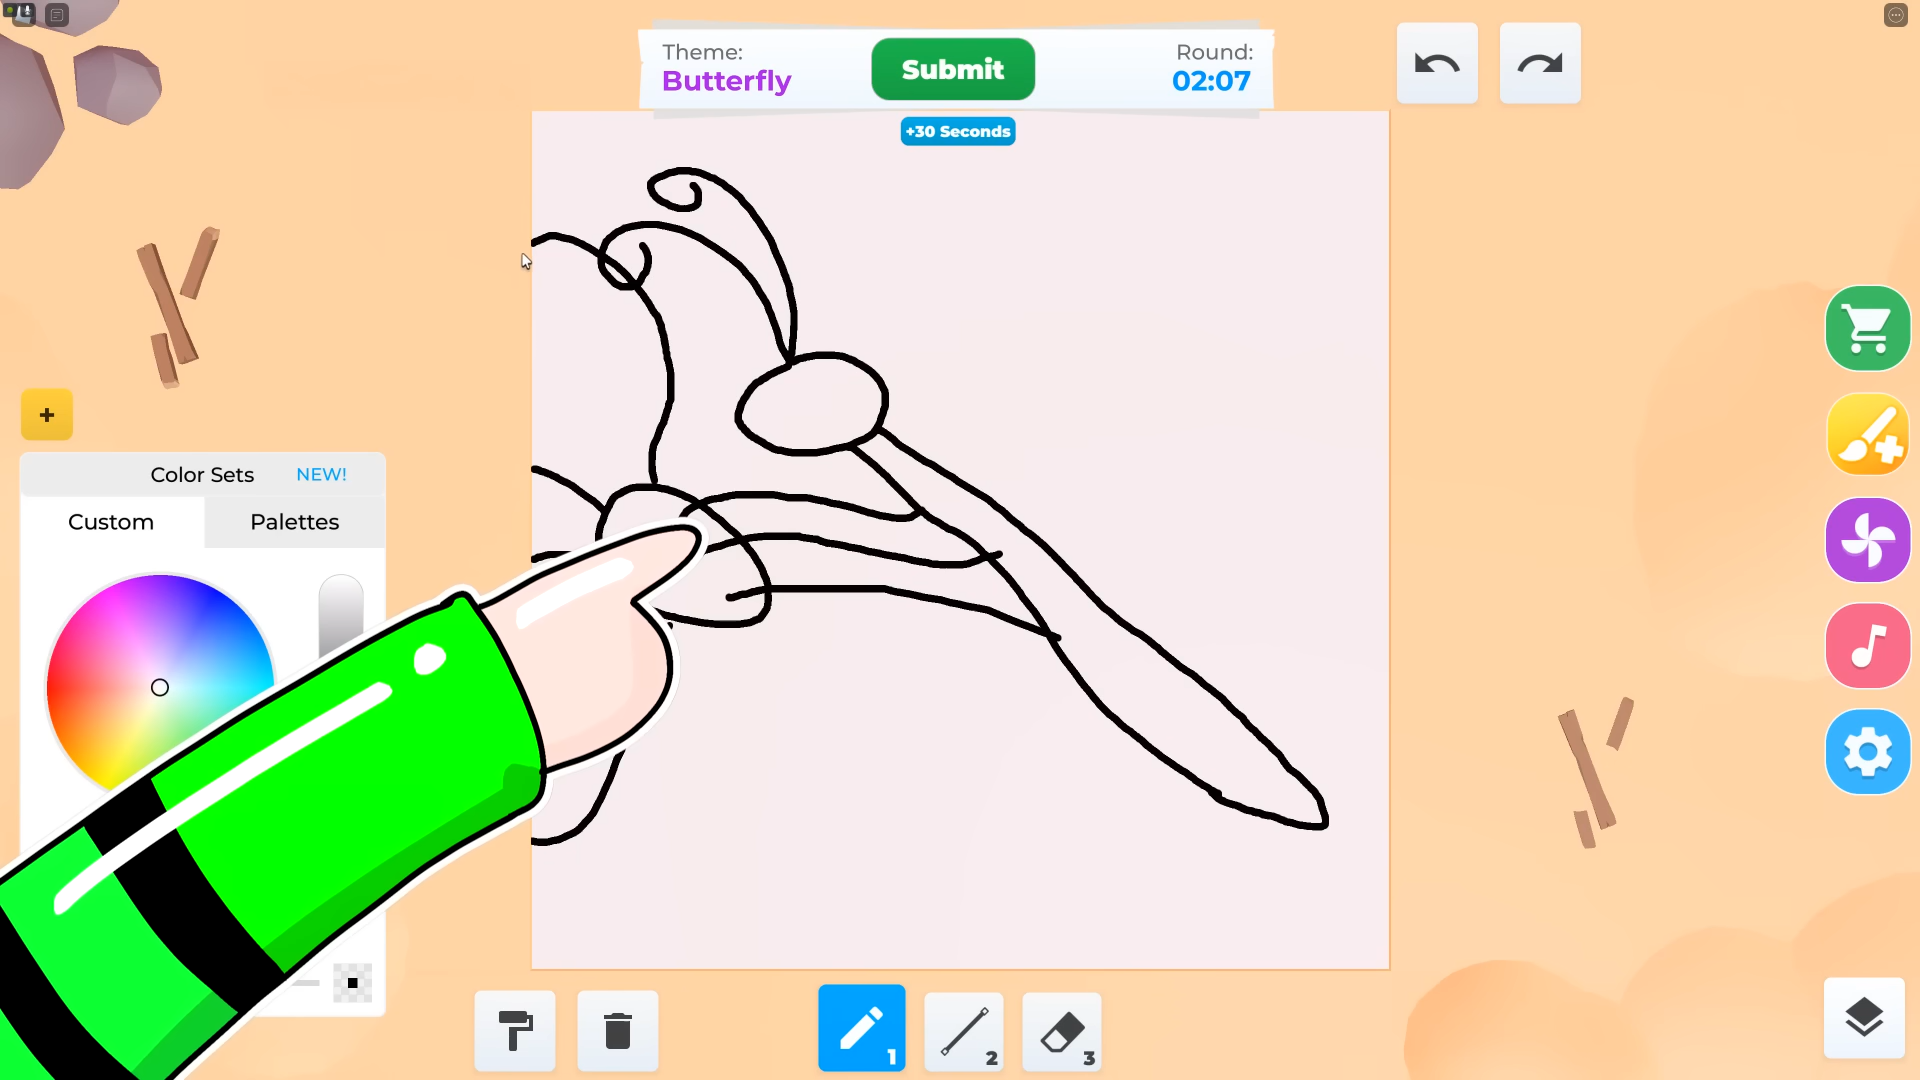 Theme:
Butterfly
Submit
Round:
02:07
+30 Seconds
+
Color Sets
NEW!
Custom
Palettes
1
2
3